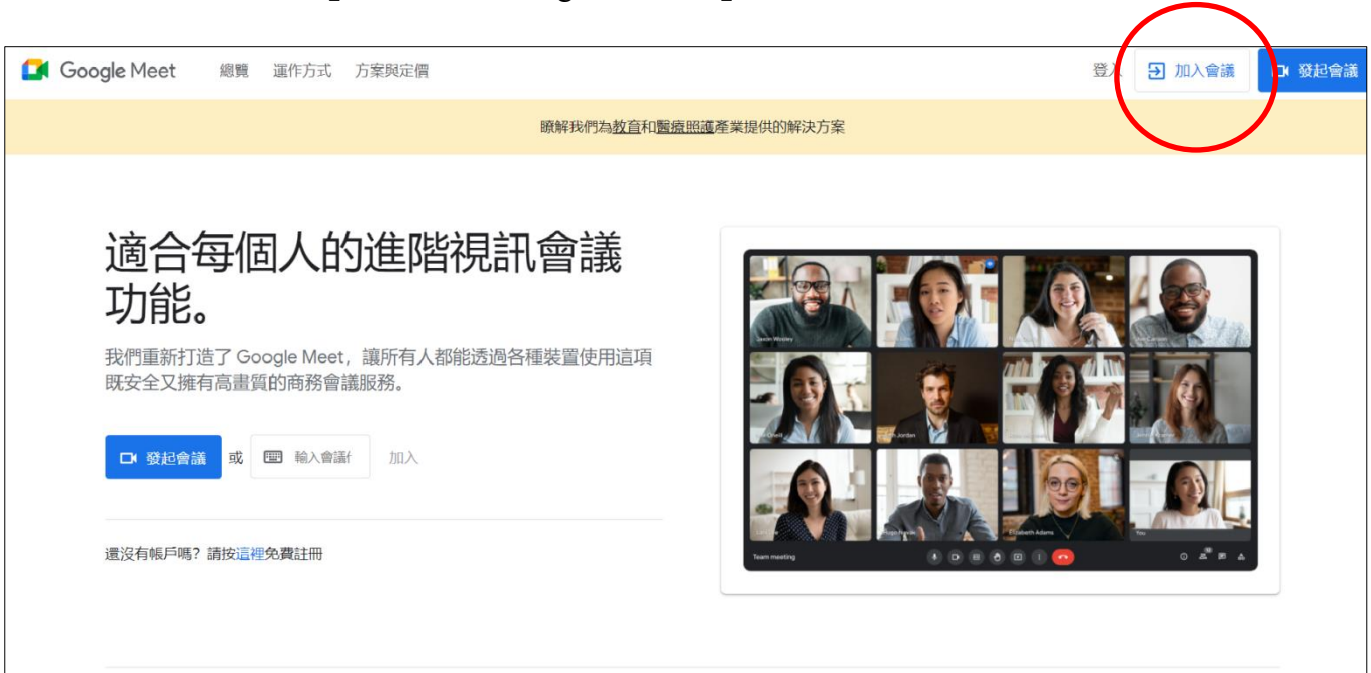 Google Meet 總覽 運作方式 方案與定價 登入 加入會議 發起會議
瞭解我們為教育和醫療照護產業提供的解決方案
適合每個人的進階視訊會議
功能。
我們重新打造了 Google Meet，讓所有人都能透過各種裝置使用這項
既安全又擁有高畫質的商務會議服務。
發起會議 或 輸入會議 加入
還沒有帳戶嗎？請按這裡免費註冊
Jordan
Elizabeth Adams
You
Team meeting